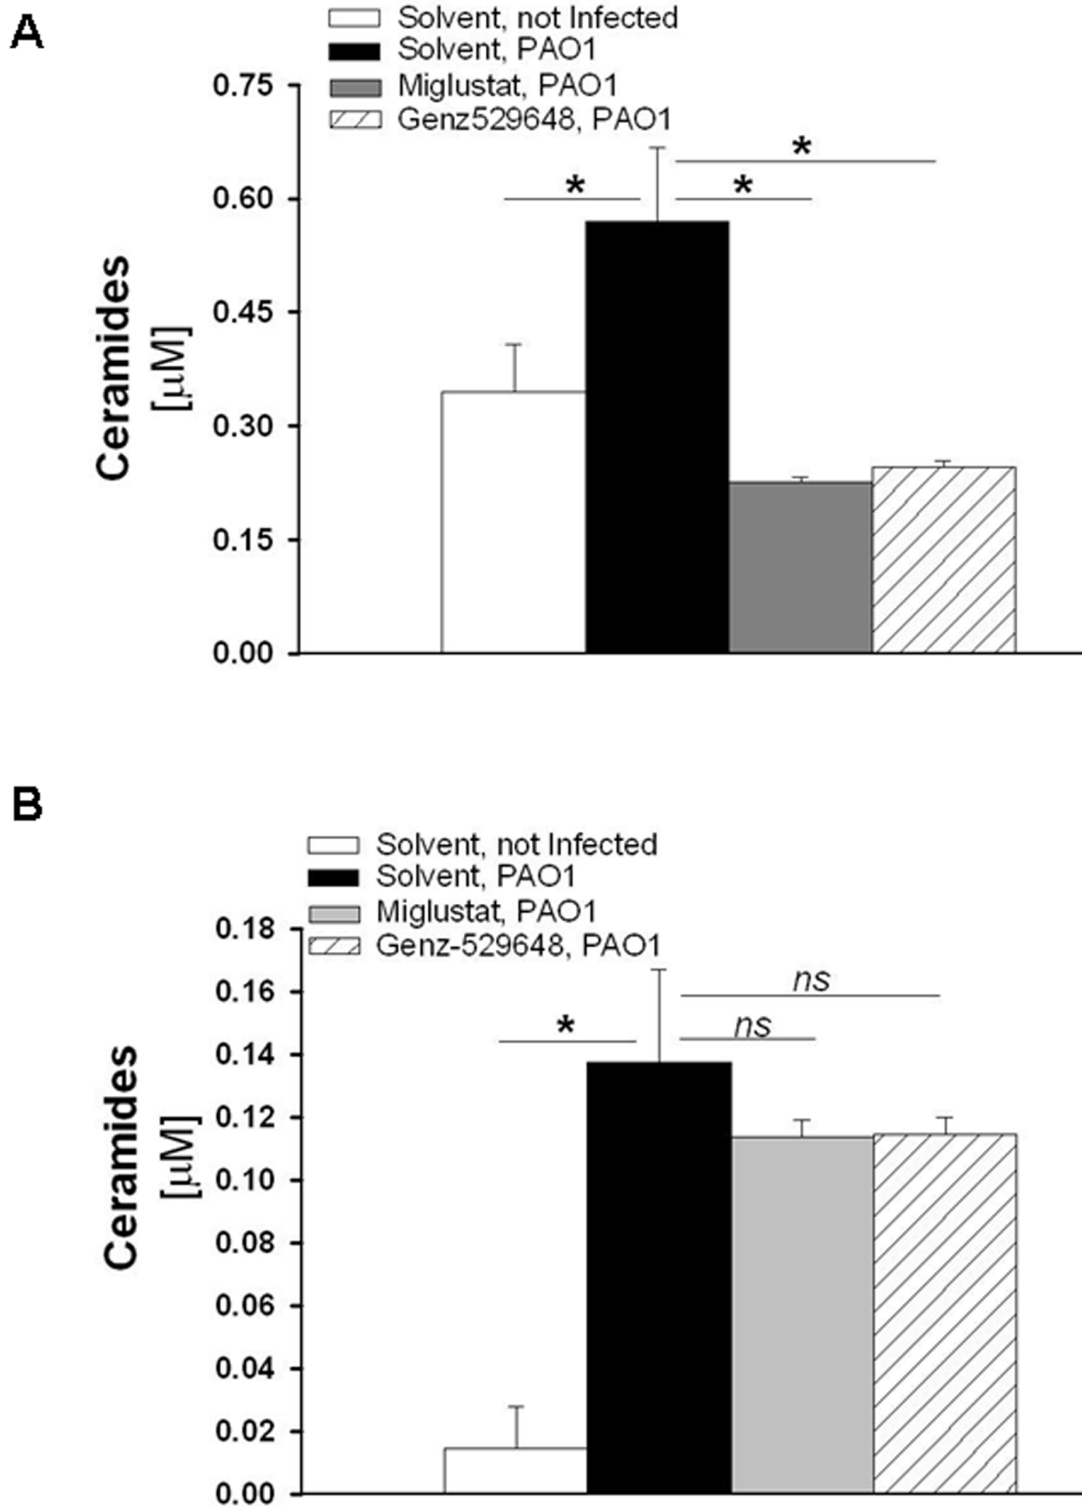 A
Solvent, not Infected
Solvent, PAO1
Miglustat, PAO1
Genz529648, PAO1
0.75
0.60
0.45
0.30
0.15
0.00
Ceramides
[µM]
*
*
*
B
Solvent, not Infected
Solvent, PAO1
Miglustat, PAO1
Genz-529648, PAO1
0.18
0.16
0.14
0.12
0.10
0.08
0.06
0.04
0.02
0.00
Ceramides
[µM]
*
ns
ns